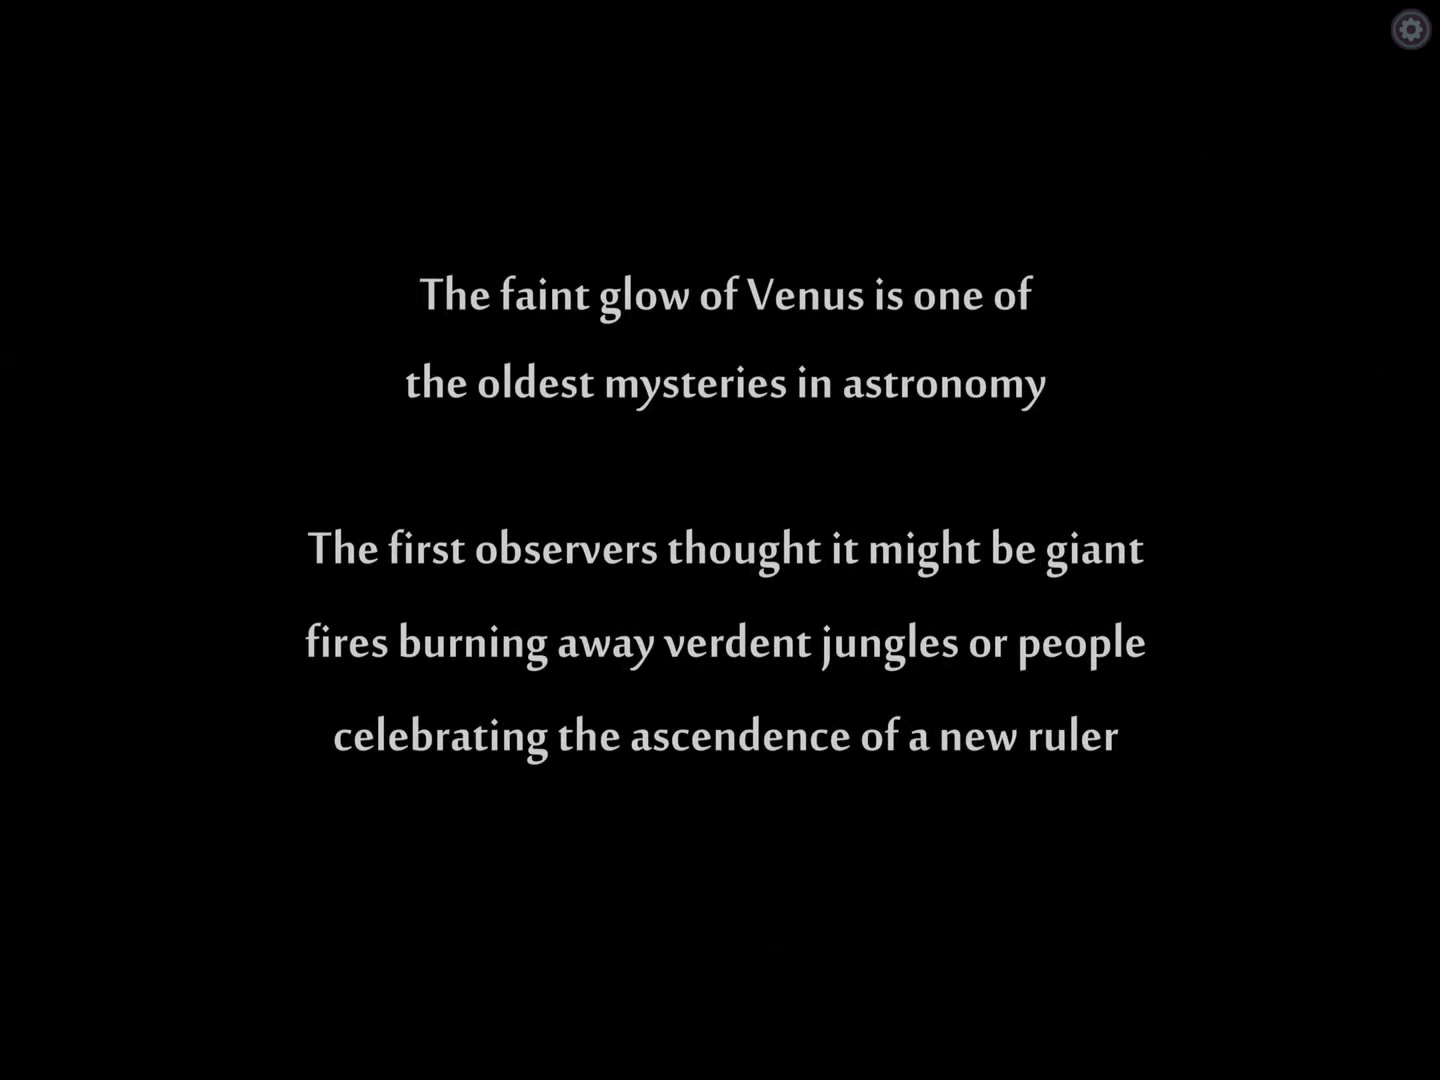 The faint glow of Venus is one of
the oldest mysteries in astronomy
The first observers thought it might be giant
fires burning away verdent jungles or people
celebrating the ascendence of a new ruler